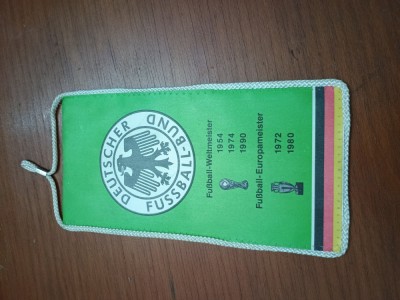 DEUTSCHER
FUSSBALL-BUND
Fußball-Weltmeister
1954
1974
1990
Fußball-Europameister
1972
1980